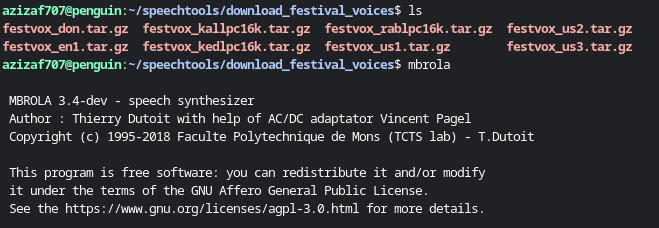 azizaf707@penguin:~/speechtools/download_festival_voices$ ls
festvox_don.tar.gz festvox_kallpc16k.tar.gz festvox_rablpc16k.tar.gz festvox_us2.tar.gz
festvox_en1.tar.gz festvox_kedlpc16k.tar.gz festvox_us1.tar.gz festvox_us3.tar.gz
azizaf707@penguin:~/speechtools/download_festival_voices$ mbrola
MBROLA 3.4-dev - speech synthesizer
Author : Thierry Dutoit with help of AC/DC adaptator Vincent Pagel
Copyright (c) 1995-2018 Faculte Polytechnique de Mons (TCTS lab) - T.Dutoit
This program is free software: you can redistribute it and/or modify
it under the terms of the GNU Affero General Public License.
See the https://www.gnu.org/licenses/agpl-3.0.html for more details.